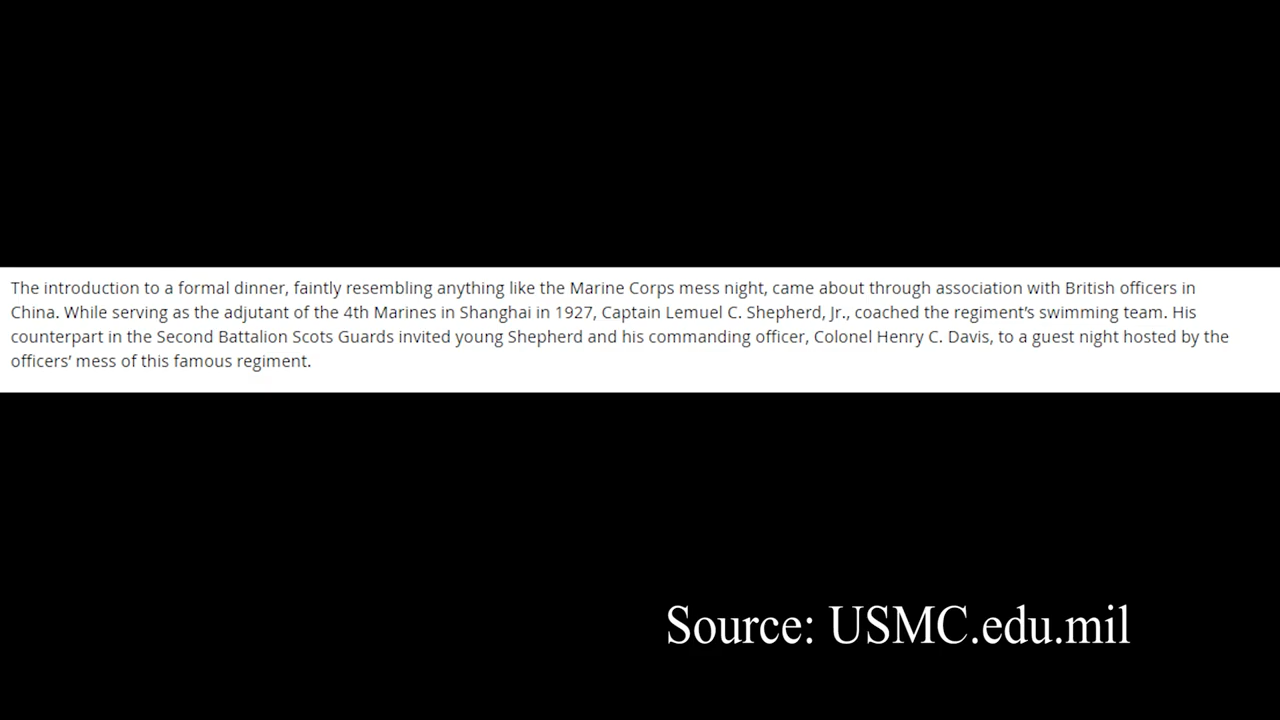 The introduction to a formal dinner, faintly resembling anything like the Marine Corps mess night, came about through association with British officers in
China. While serving as the adjutant of the 4th Marines in Shanghai in 1927, Captain Lemuel C. Shepherd, Jr., coached the regiment’s swimming team. His
counterpart in the Second Battalion Scots Guards invited young Shepherd and his commanding officer, Colonel Henry C. Davis, to a guest night hosted by the
officers’ mess of this famous regiment.
Source: USMC.edu.mil